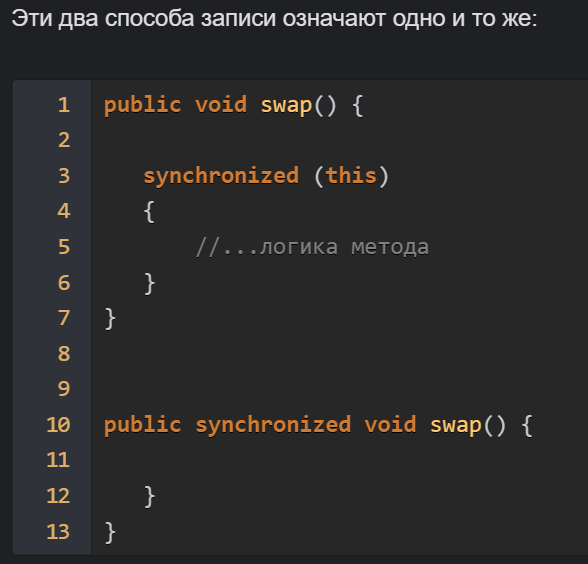 Эти два способа записи означают одно и то же:
1 public void swap() {
2
3    synchronized (this)
4    {
5        //...логика метода
6    }
7 }
8
9
10 public synchronized void swap() {
11
12    }
13 }